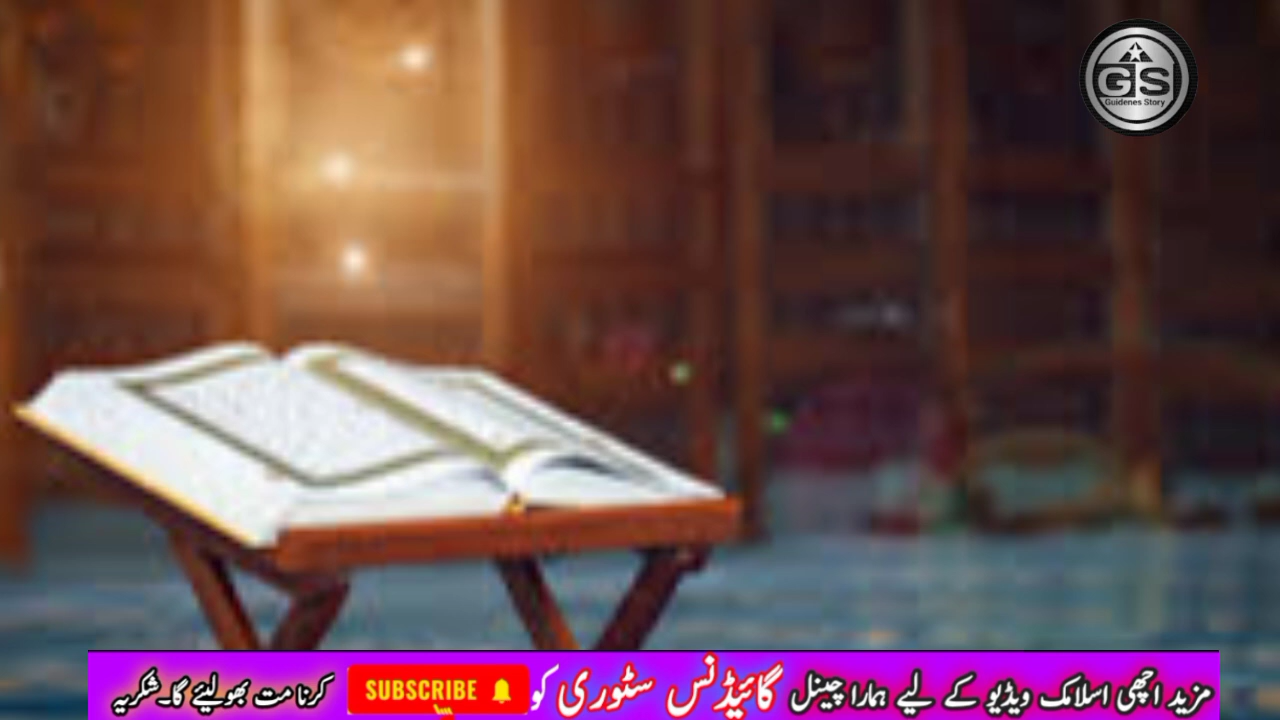 GS
Guidenes Story
مزید اچھی اسلامک ویڈیو کے لیے ہمارا چینل گائیڈنس سٹوری کو SUBSCRIBE کرنا مت بھولیئے گا۔شکریہ